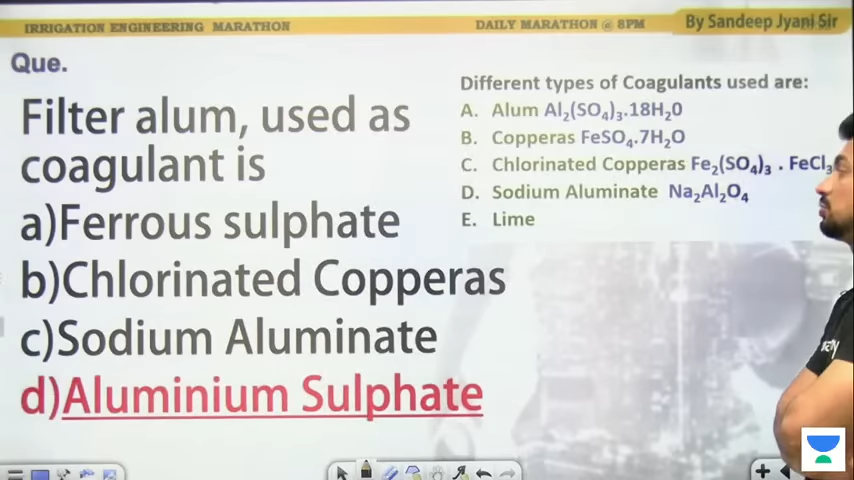 IRRIGATION ENGINEERING MARATHON
DAILY MARATHON @ 8PM
By Sandeep Jyani Sir
Que.
Filter alum, used as
coagulant is
a)Ferrous sulphate
b)Chlorinated Copperas
c)Sodium Aluminate
d)Aluminium Sulphate
Different types of Coagulants used are:
A. Alum Al₂(SO₄)₃.18H₂0
B. Copperas FeSO₄.7H₂O
C. Chlorinated Copperas Fe₂(SO₄)₃ . FeCl₃
D. Sodium Aluminate Na₂Al₂O₄
E. Lime